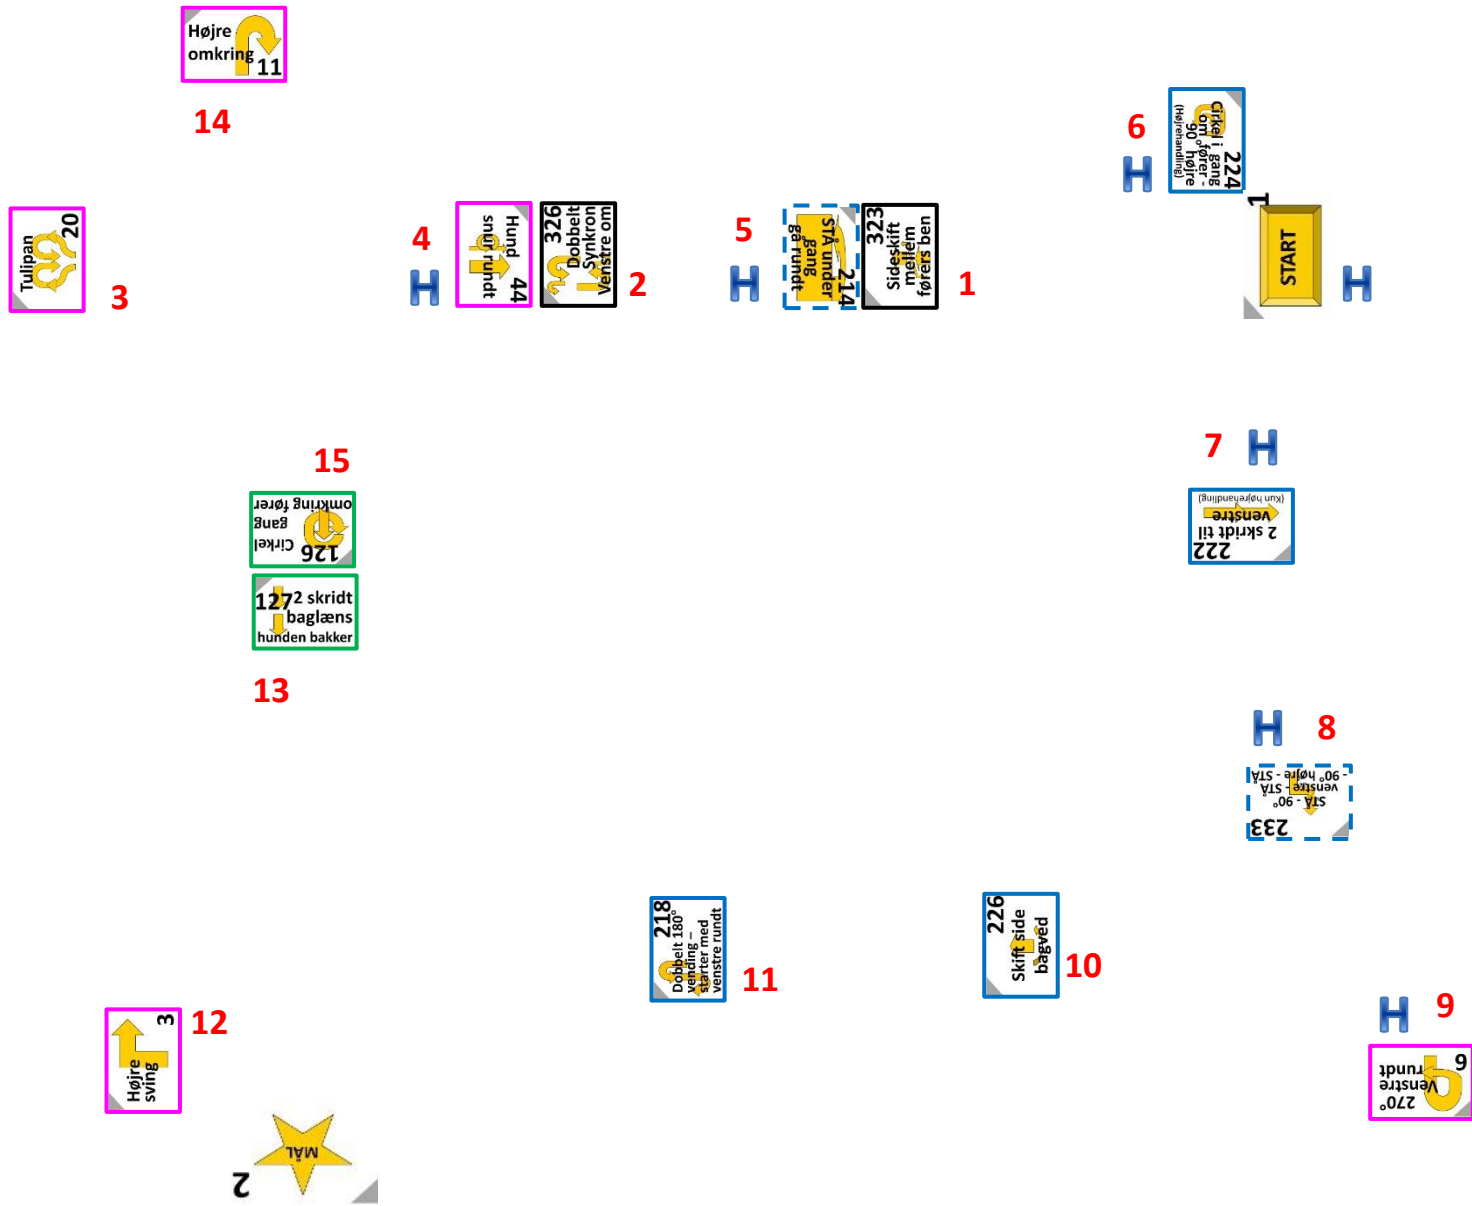 Højre
omkring
11
14
6
Cirkel i gang
om fører -
90° højre
(Højrehandling)
224
1
START
H
H
20
Tulipan
3
4
H
Hund
snur rundt
44
326
Dobbelt
Synkron
Venstre om
2
5
H
STÅ under
gang
gå rundt
214
323
Sideskift
mellem
førers ben
1
7
H
2 skridt til
venstre
(Kun højrehandling)
222
15
Cirkel
gang
omkring fører
126
127
2 skridt
baglæns
hunden bakker
13
H
8
STÅ - 90°
venstre - STÅ
- 90° højre - STÅ
233
218
Dobbelt 180°
vending –
starter med
venstre rundt
11
226
Skift side
bagved
10
H
9
270°
Venstre
rundt
6
3
Højre
sving
12
MÅL
2